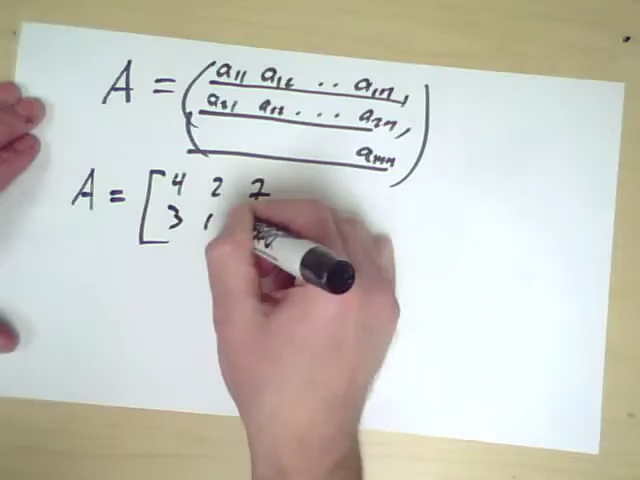 A = ( a11 a12 .. a1n,
a21 a22 ... a2n,
amn )
A = [ 4 2 7
3 1